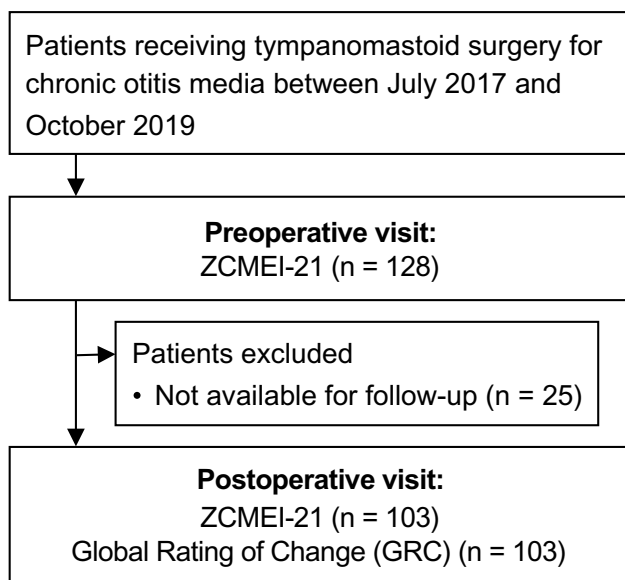 Patients receiving tympanomastoid surgery for
chronic otitis media between July 2017 and
October 2019
Preoperative visit:
ZCMEI-21 (n = 128)
Patients excluded
• Not available for follow-up (n = 25)
Postoperative visit:
ZCMEI-21 (n = 103)
Global Rating of Change (GRC) (n = 103)